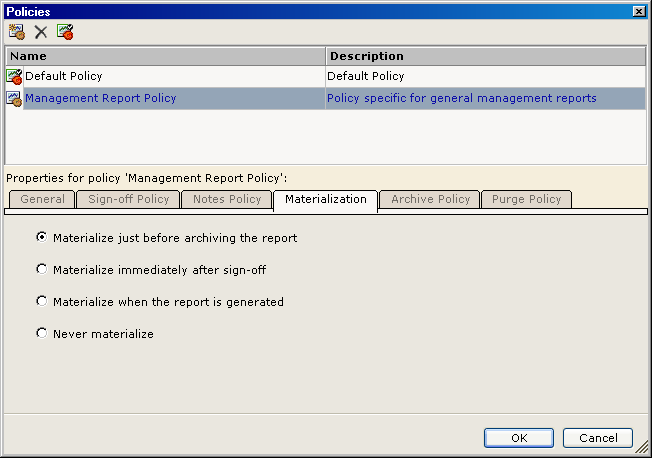 Policies
Name Description
Default Policy Default Policy
Management Report Policy Policy specific for general management reports
Properties for policy 'Management Report Policy':
General Sign-off Policy Notes Policy Materialization Archive Policy Purge Policy
Materialize just before archiving the report
Materialize immediately after sign-off
Materialize when the report is generated
Never materialize
OK Cancel